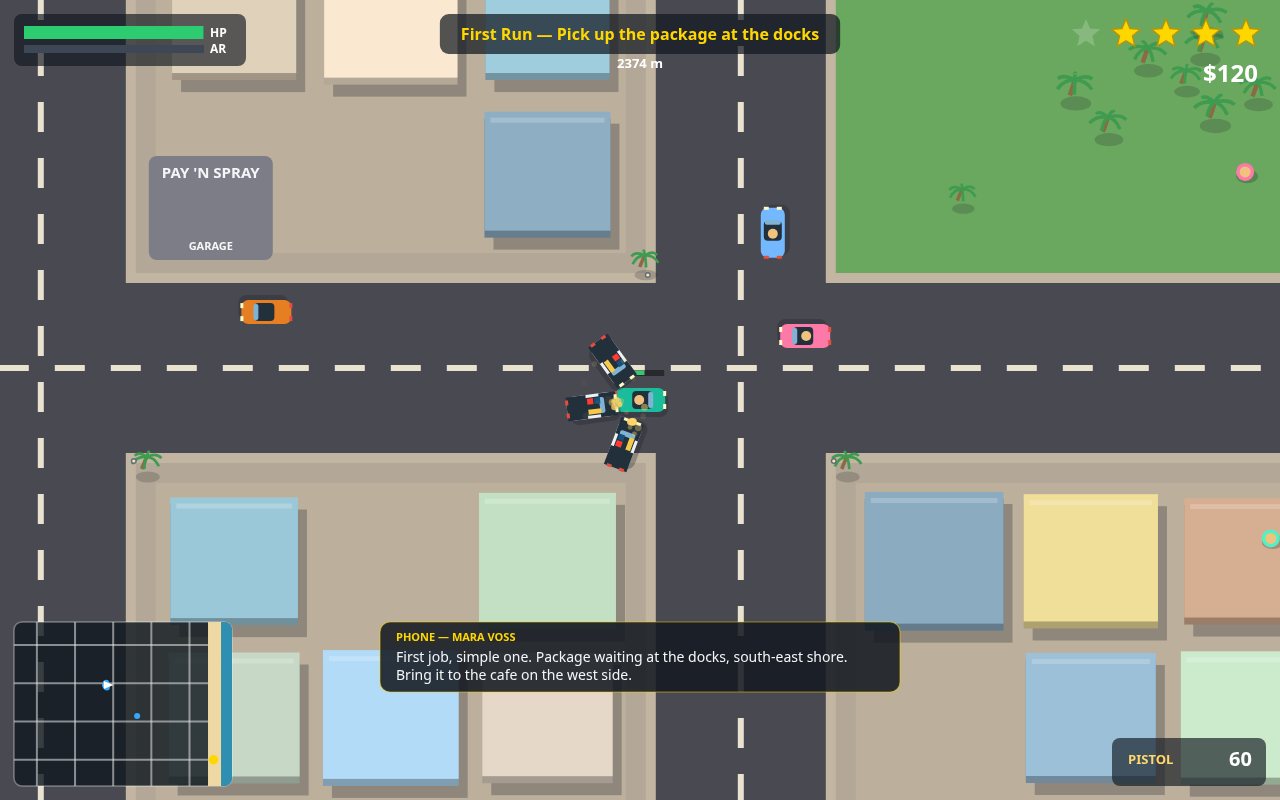 HP
AR
First Run — Pick up the package at the docks
2374 m
$120
PAY 'N SPRAY
GARAGE
PHONE — MARA VOSS
First job, simple one. Package waiting at the docks, south-east shore.
Bring it to the cafe on the west side.
PISTOL 60